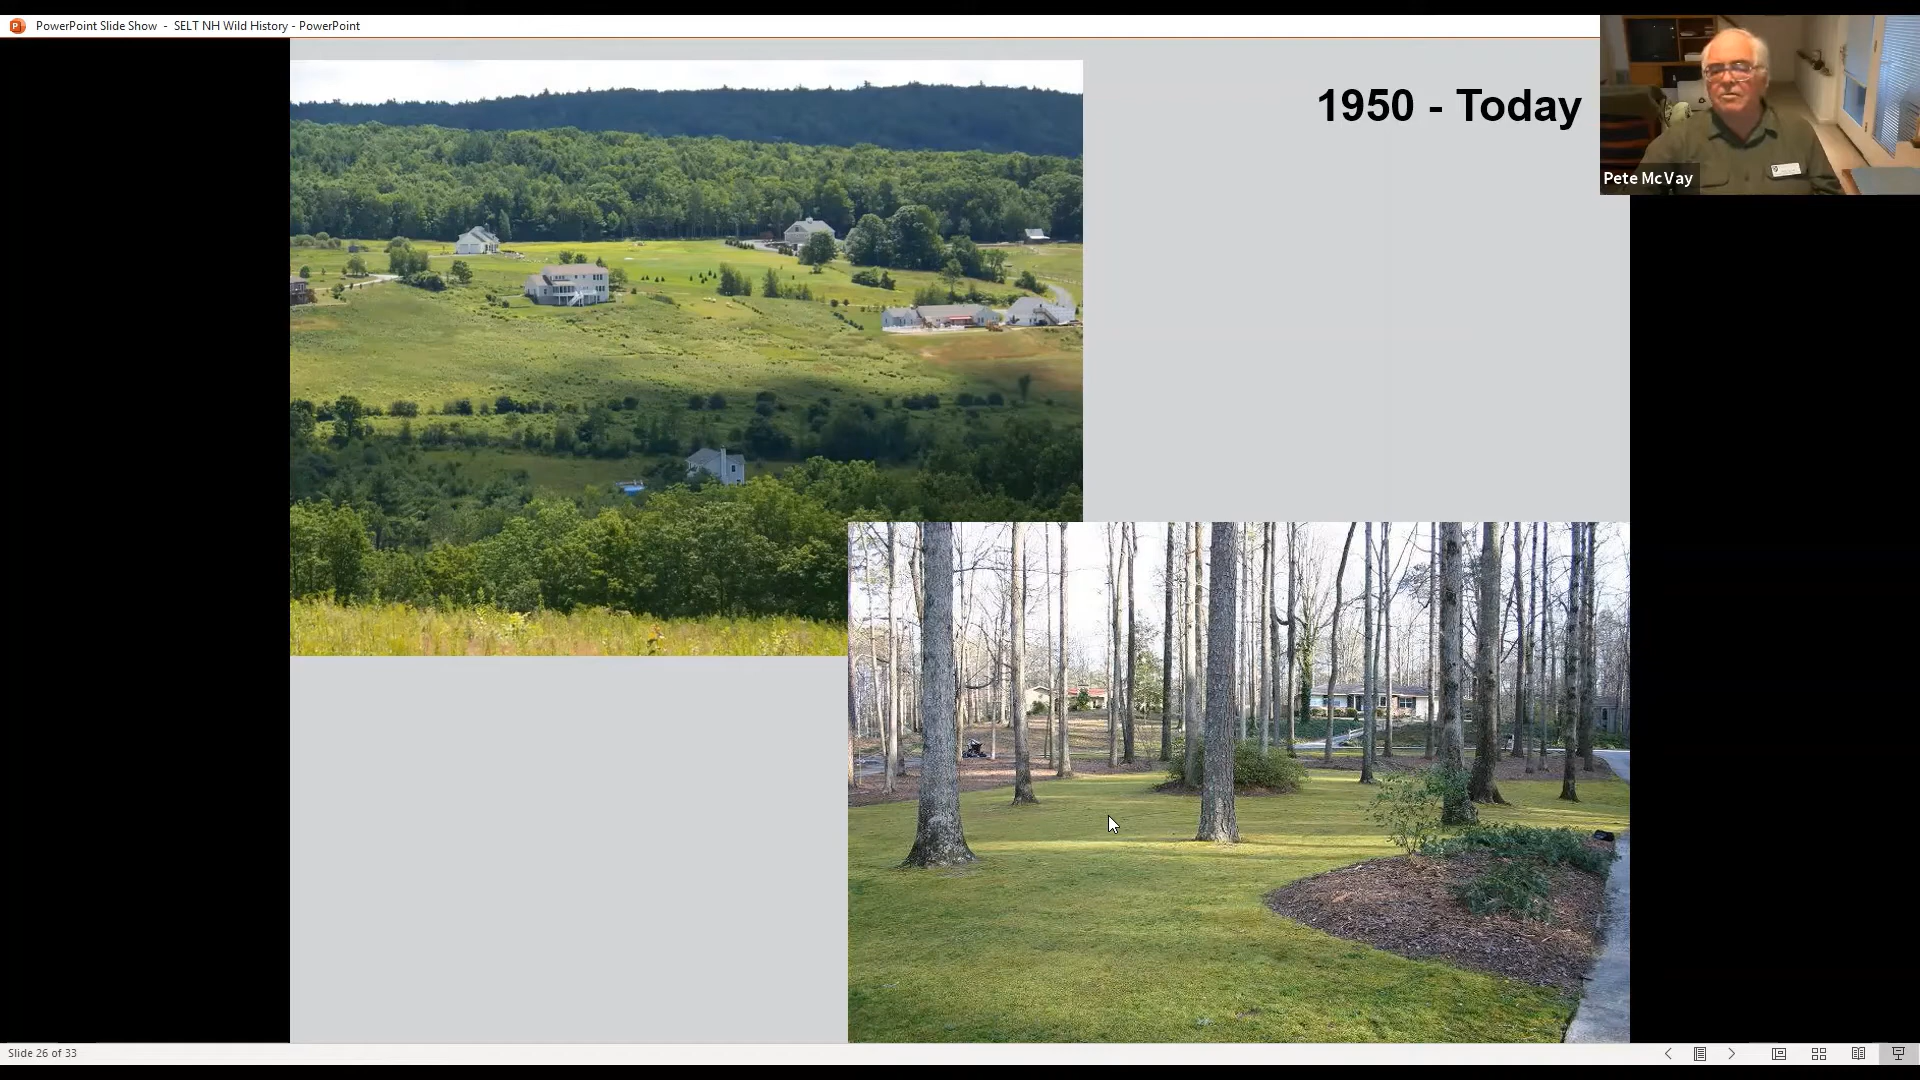 PowerPoint Slide Show - SELT NH Wild History - PowerPoint
1950 - Today
Pete McVay
Slide 26 of 33